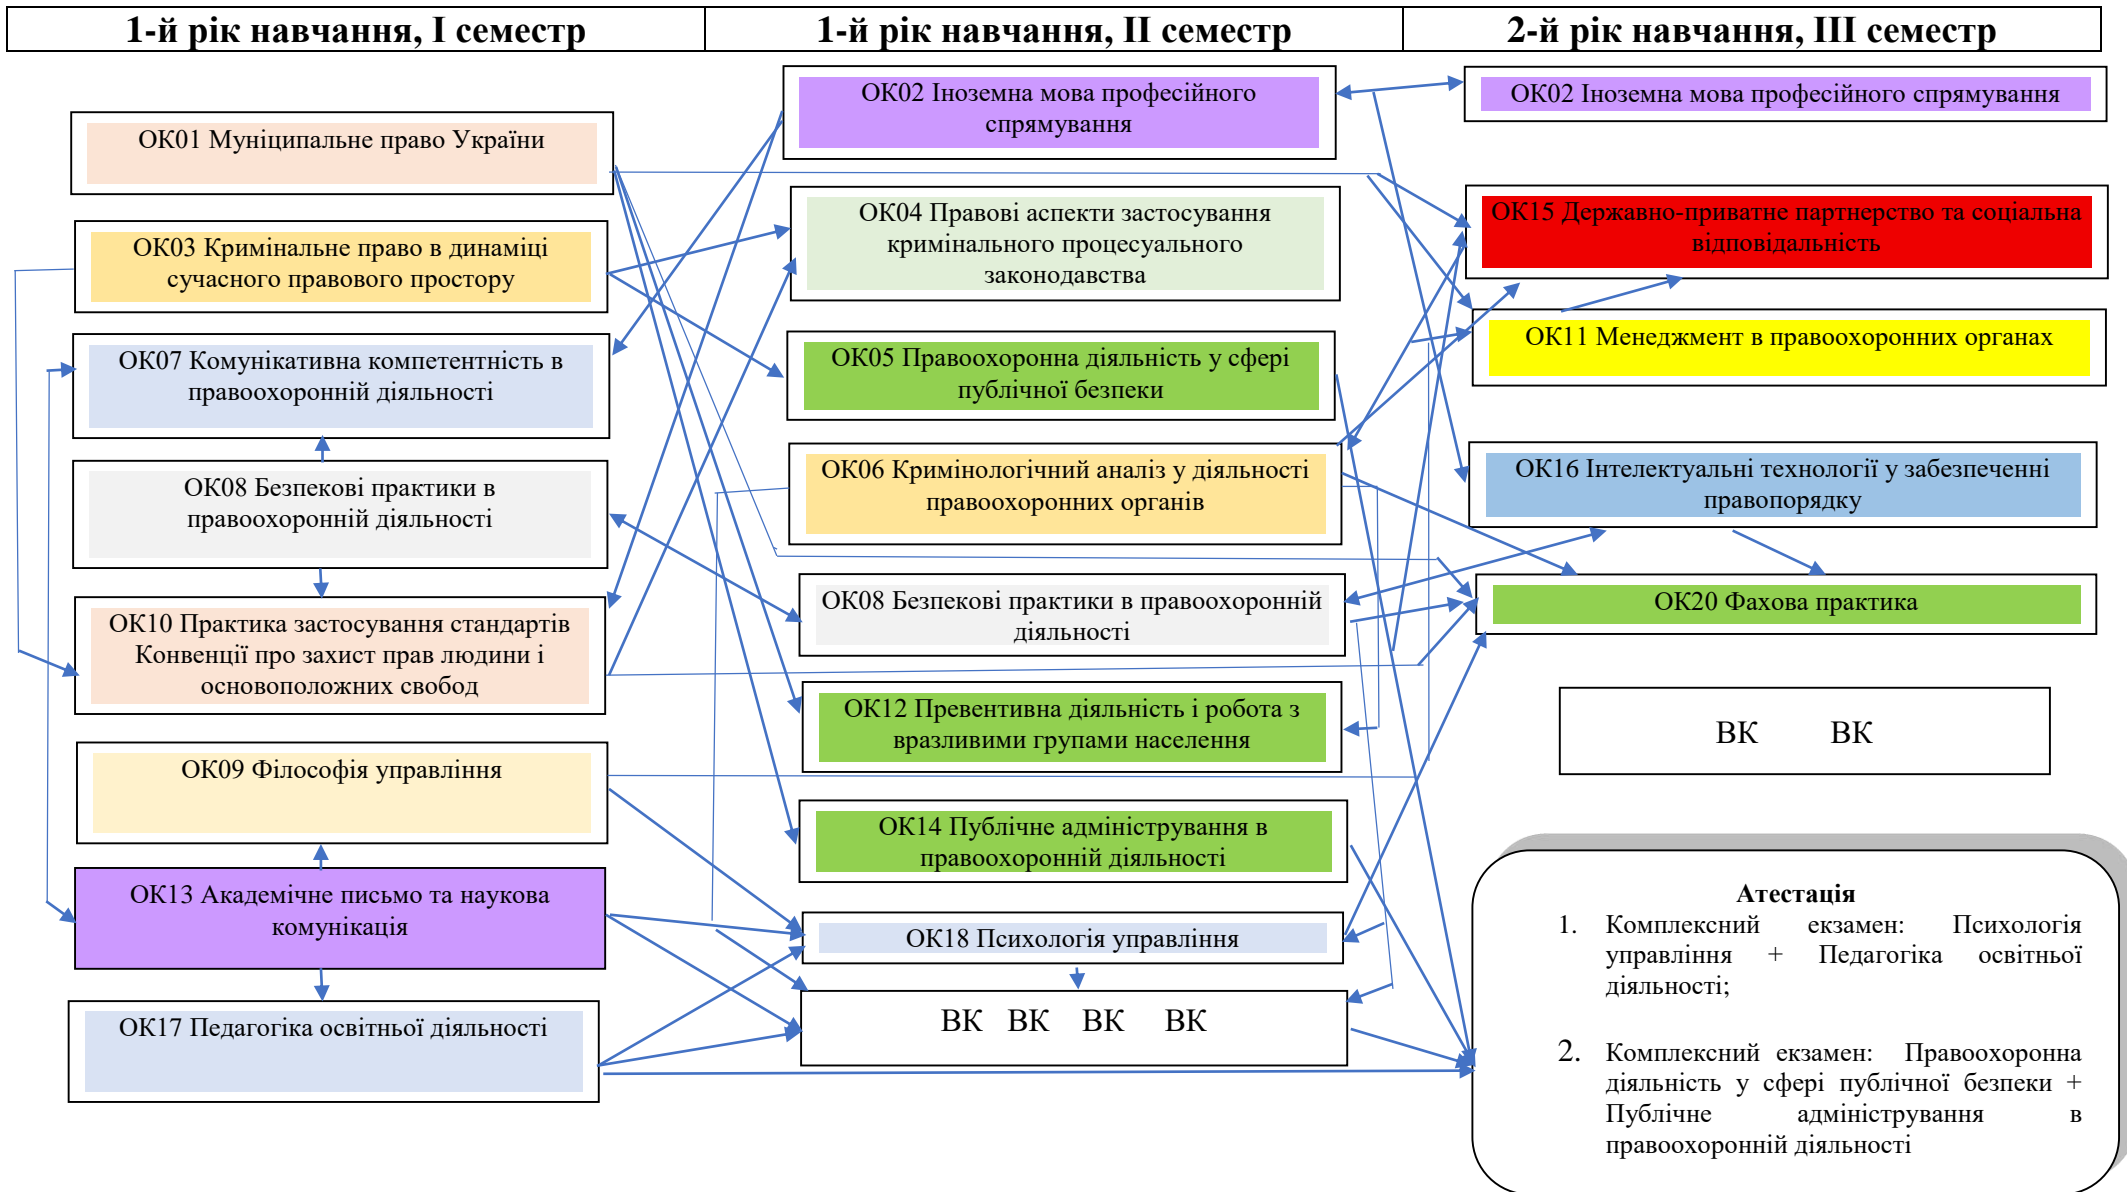 1-й рік навчання, І семестр
1-й рік навчання, ІІ семестр
2-й рік навчання, ІІІ семестр
ОК01 Муніципальне право України
ОК03 Кримінальне право в динаміці
сучасного правового простору
ОК07 Комунікативна компетентність в
правоохоронній діяльності
ОК08 Безпекові практики в
правоохоронній діяльності
ОК10 Практика застосування стандартів
Конвенції про захист прав людини і
основоположних свобод
ОК09 Філософія управління
ОК13 Академічне письмо та наукова
комунікація
ОК17 Педагогіка освітньої діяльності
ОК02 Іноземна мова професійного
спрямування
ОК04 Правові аспекти застосування
кримінального процесуального
законодавства
ОК05 Правоохоронна діяльність у сфері
публічної безпеки
ОК06 Кримінологічний аналіз у діяльності
правоохоронних органів
ОК08 Безпекові практики в правоохоронній
діяльності
ОК12 Превентивна діяльність і робота з
вразливими групами населення
ОК14 Публічне адміністрування в
правоохоронній діяльності
ОК18 Психологія управління
ВК ВК ВК ВК
ОК02 Іноземна мова професійного спрямування
ОК15 Державно-приватне партнерство та соціальна
відповідальність
ОК11 Менеджмент в правоохоронних органах
ОК16 Інтелектуальні технології у забезпеченні
правопорядку
ОК20 Фахова практика
ВК ВК
Атестація
1. Комплексний екзамен: Психологія
управління + Педагогіка освітньої
діяльності;
2. Комплексний екзамен: Правоохоронна
діяльність у сфері публічної безпеки +
Публічне адміністрування в
правоохоронній діяльності